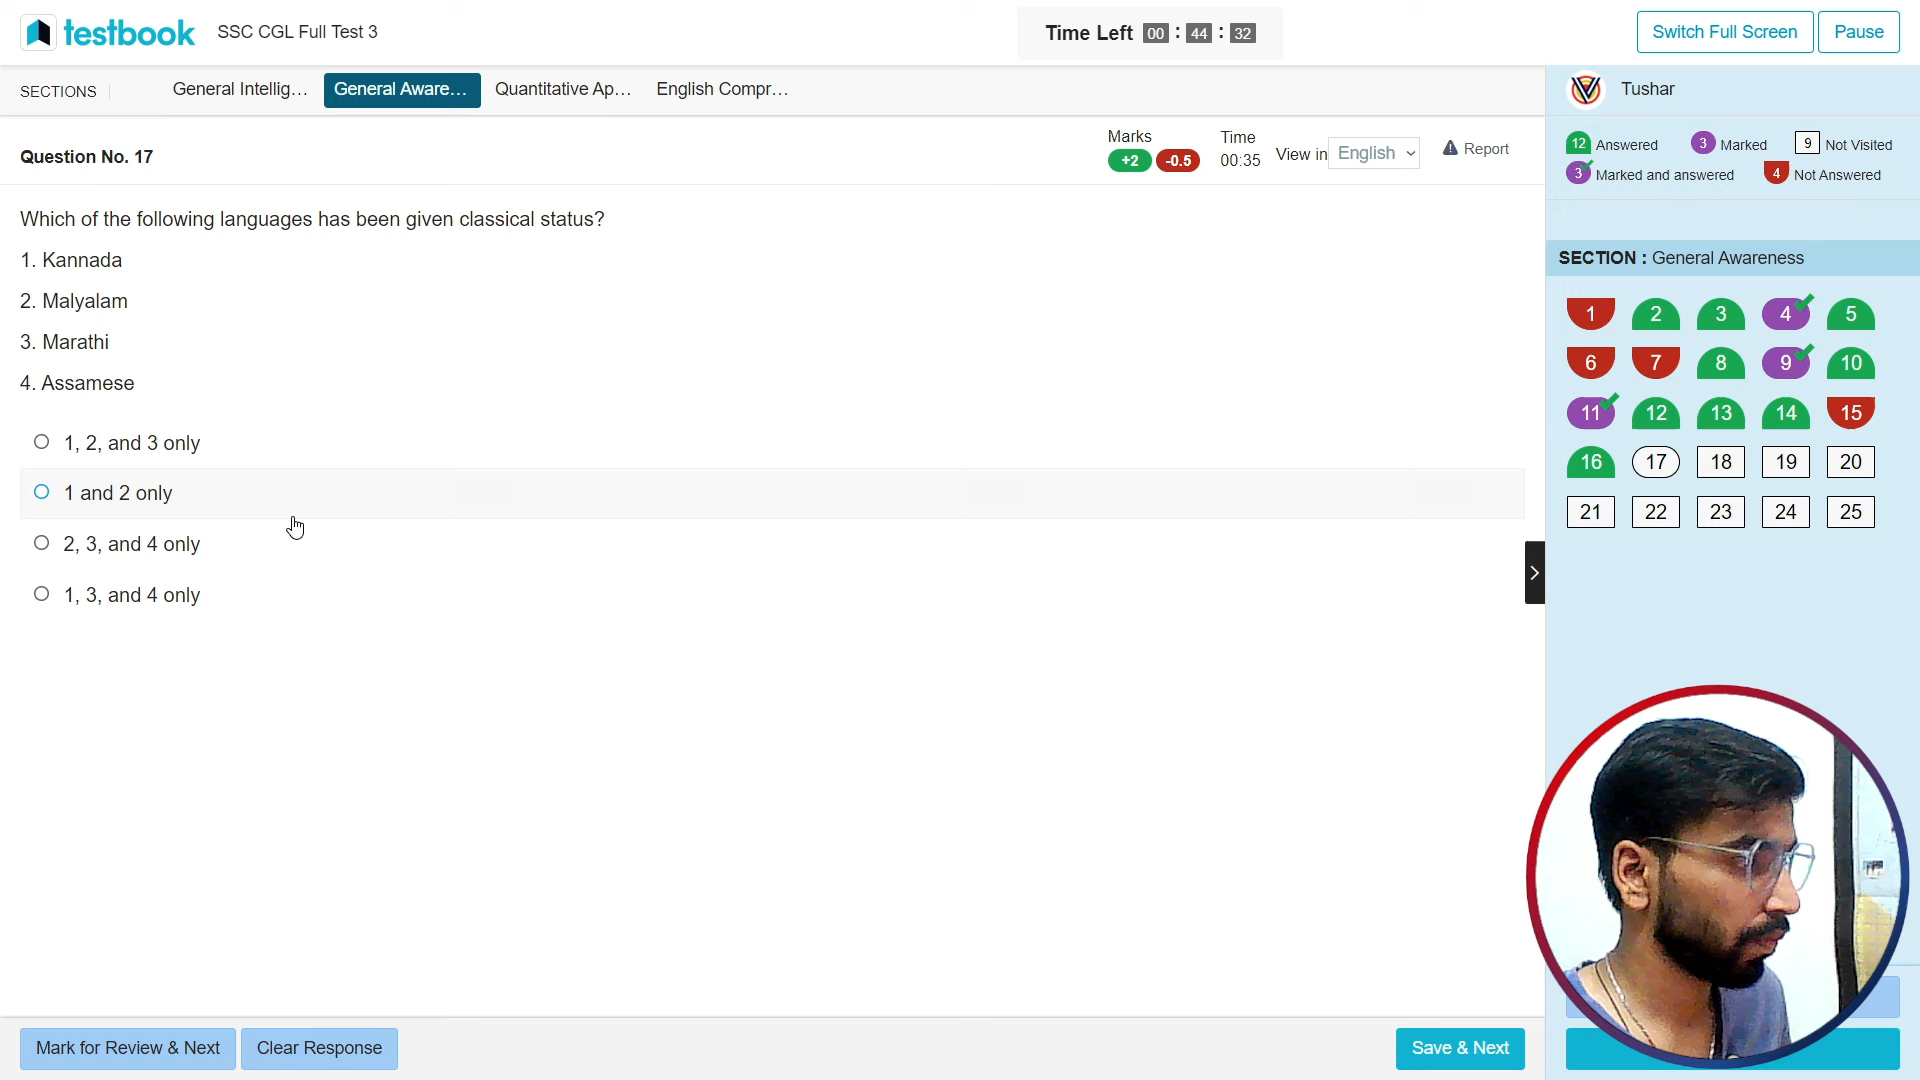 testbook SSC CGL Full Test 3
Time Left 00 : 44 : 32
Switch Full Screen Pause
SECTIONS General Intellig... General Aware... Quantitative Ap... English Compr...
Tushar
Question No. 17
Marks
+2 -0.5
Time
00:35
View in English
Report
12 Answered 3 Marked 9 Not Visited
3 Marked and answered 4 Not Answered
Which of the following languages has been given classical status?
1. Kannada
2. Malyalam
3. Marathi
4. Assamese
1, 2, and 3 only
1 and 2 only
2, 3, and 4 only
1, 3, and 4 only
SECTION : General Awareness
1 2 3 4 5
6 7 8 9 10
11 12 13 14 15
16 17 18 19 20
21 22 23 24 25
Mark for Review & Next Clear Response Save & Next